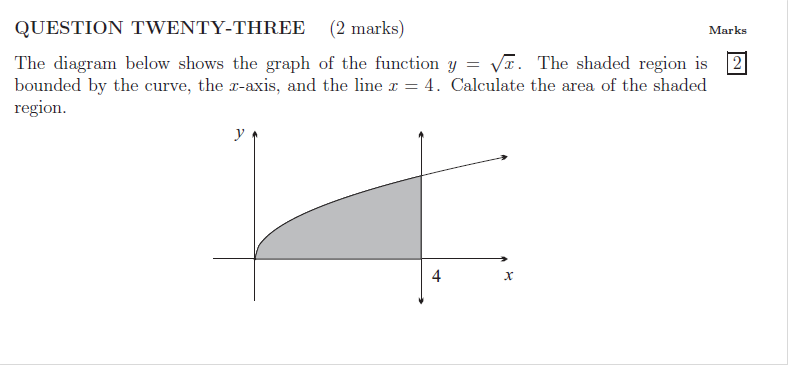 QUESTION TWENTY-THREE (2 marks) Marks
The diagram below shows the graph of the function y = √x. The shaded region is 2
bounded by the curve, the x-axis, and the line x = 4. Calculate the area of the shaded
region.
y
4 x